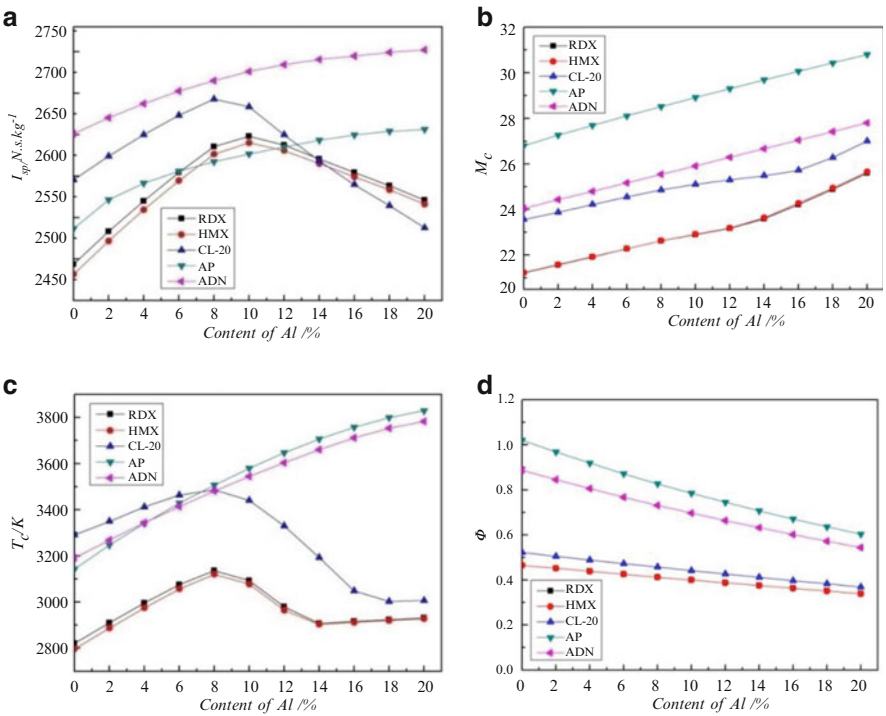 a
I_sp/N.s.kg^-1
2750
2700
2650
2600
2550
2500
2450
RDX
HMX
CL-20
AP
ADN
0 2 4 6 8 10 12 14 16 18 20
Content of Al /%
b
M_c
32
30
28
26
24
22
20
RDX
HMX
CL-20
AP
ADN
0 2 4 6 8 10 12 14 16 18 20
Content of Al /%
c
T_c/K
3800
3600
3400
3200
3000
2800
RDX
HMX
CL-20
AP
ADN
0 2 4 6 8 10 12 14 16 18 20
Content of Al /%
d
Φ
1.2
1.0
0.8
0.6
0.4
0.2
0.0
RDX
HMX
CL-20
AP
ADN
0 2 4 6 8 10 12 14 16 18 20
Content of Al /%